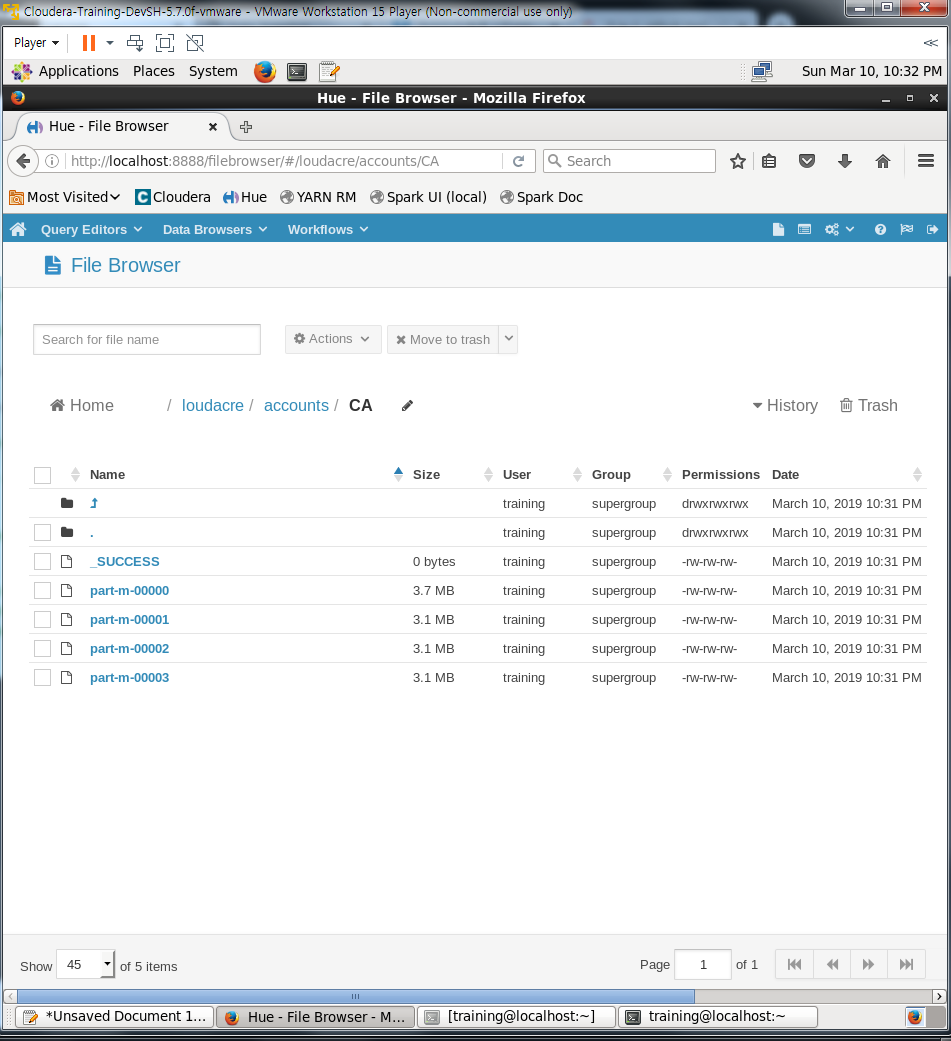 Cloudera-Training-DevSH-5.7.0f-vmware - VMware Workstation 15 Player (Non-commercial use only)
Player
Applications Places System Sun Mar 10, 10:32 PM
Hue - File Browser - Mozilla Firefox
Hue - File Browser
http://localhost:8888/filebrowser/#/loudacre/accounts/CA Search
Most Visited Cloudera Hue YARN RM Spark UI (local) Spark Doc
Query Editors Data Browsers Workflows
File Browser
Search for file name Actions Move to trash
Home / loudacre / accounts / CA History Trash
Name Size User Group Permissions Date
training supergroup drwxrwxrwx March 10, 2019 10:31 PM
. training supergroup drwxrwxrwx March 10, 2019 10:31 PM
_SUCCESS 0 bytes training supergroup -rw-rw-rw- March 10, 2019 10:31 PM
part-m-00000 3.7 MB training supergroup -rw-rw-rw- March 10, 2019 10:31 PM
part-m-00001 3.1 MB training supergroup -rw-rw-rw- March 10, 2019 10:31 PM
part-m-00002 3.1 MB training supergroup -rw-rw-rw- March 10, 2019 10:31 PM
part-m-00003 3.1 MB training supergroup -rw-rw-rw- March 10, 2019 10:31 PM
Show 45 of 5 items Page 1 of 1
*Unsaved Document 1... Hue - File Browser - M... [training@localhost:~] training@localhost:~